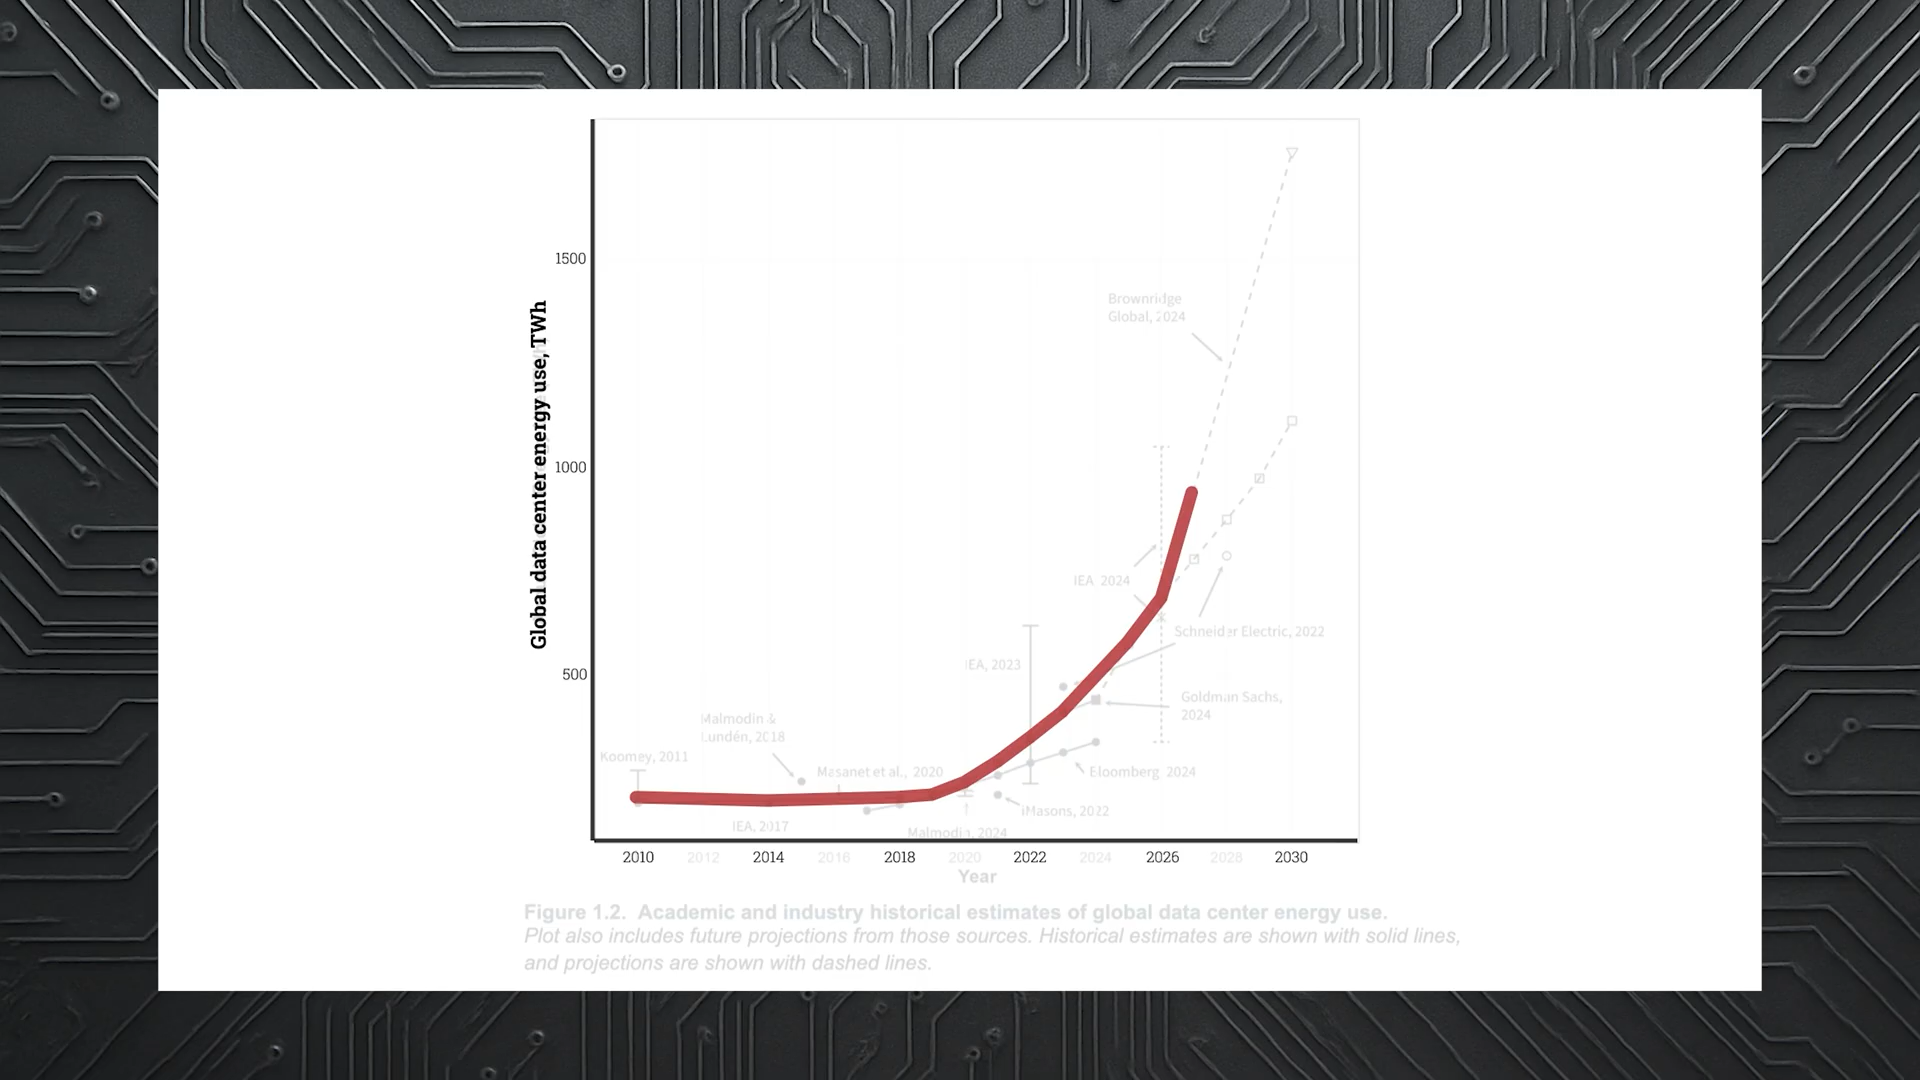 1500
Brownridge
Global, 2024
Global data center energy use, TWh
1000
IEA 2024
Schneider Electric, 2022
IEA, 2023
500
Goldman Sachs,
2024
Malmodin &
Lundén, 2018
Koomey, 2011
Masanet et al., 2020
Bloomberg 2024
iMasons, 2022
IEA, 2017
Malmodin, 2024
2010 2012 2014 2016 2018 2020 2022 2024 2026 2028 2030
Year
Figure 1.2. Academic and industry historical estimates of global data center energy use.
Plot also includes future projections from those sources. Historical estimates are shown with solid lines,
and projections are shown with dashed lines.